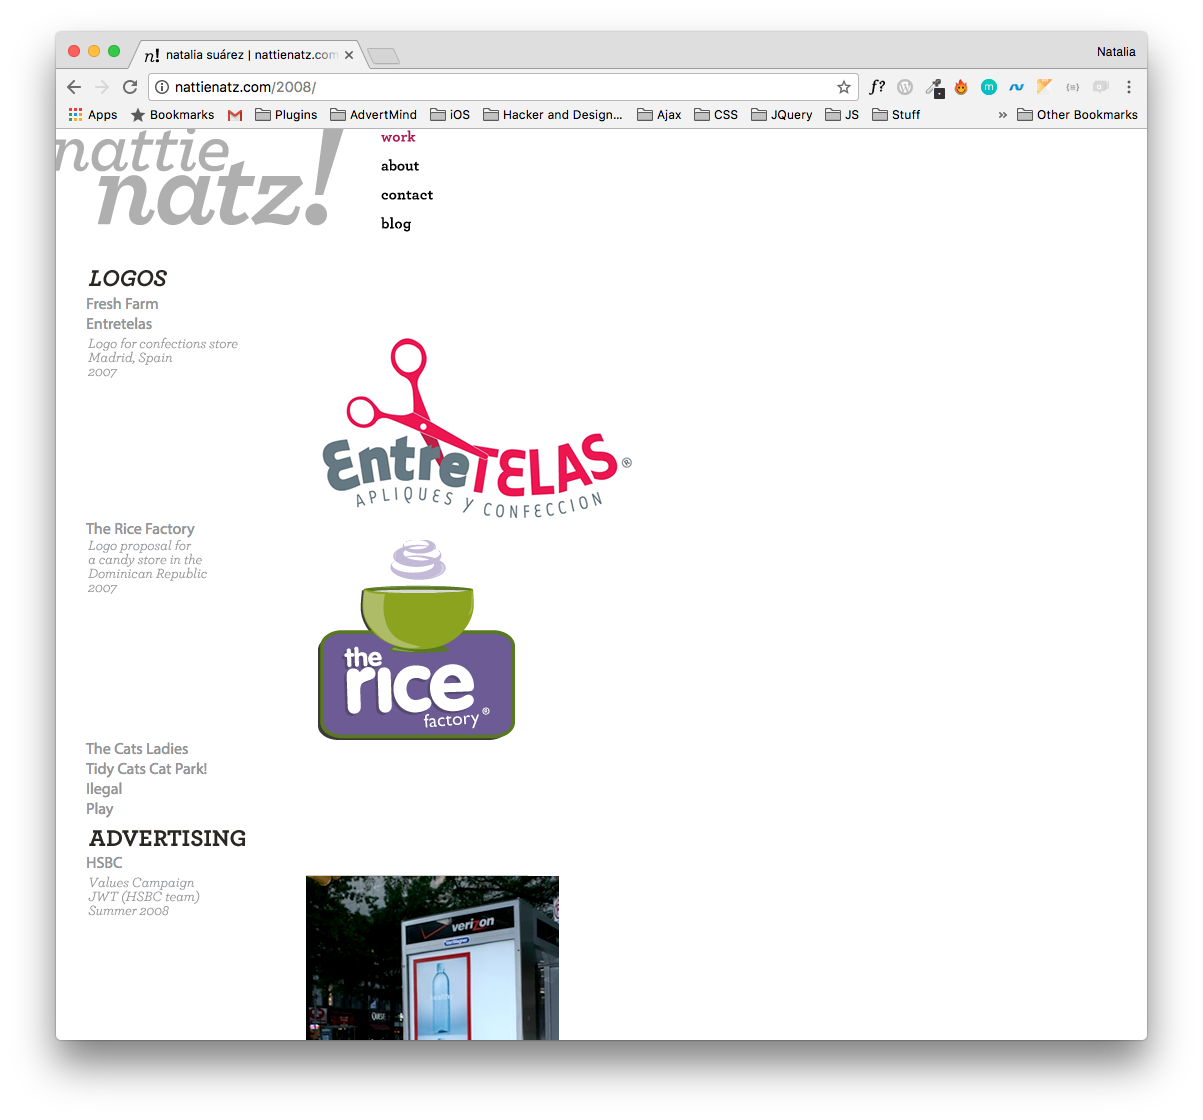 n! natalia suárez | nattienatz.com
Natalia
nattienatz.com/2008/
f?
Apps
Bookmarks
Plugins
AdvertMind
iOS
Hacker and Design...
Ajax
CSS
JQuery
JS
Stuff
»
Other Bookmarks
nattie
natz!
work
about
contact
blog
LOGOS
Fresh Farm
Entretelas
Logo for confections store
Madrid, Spain
2007
EntreTELAS®
APLIQUES Y CONFECCION
The Rice Factory
Logo proposal for
a candy store in the
Dominican Republic
2007
the
rice
factory®
The Cats Ladies
Tidy Cats Cat Park!
Ilegal
Play
ADVERTISING
HSBC
Values Campaign
JWT (HSBC team)
Summer 2008
verizon